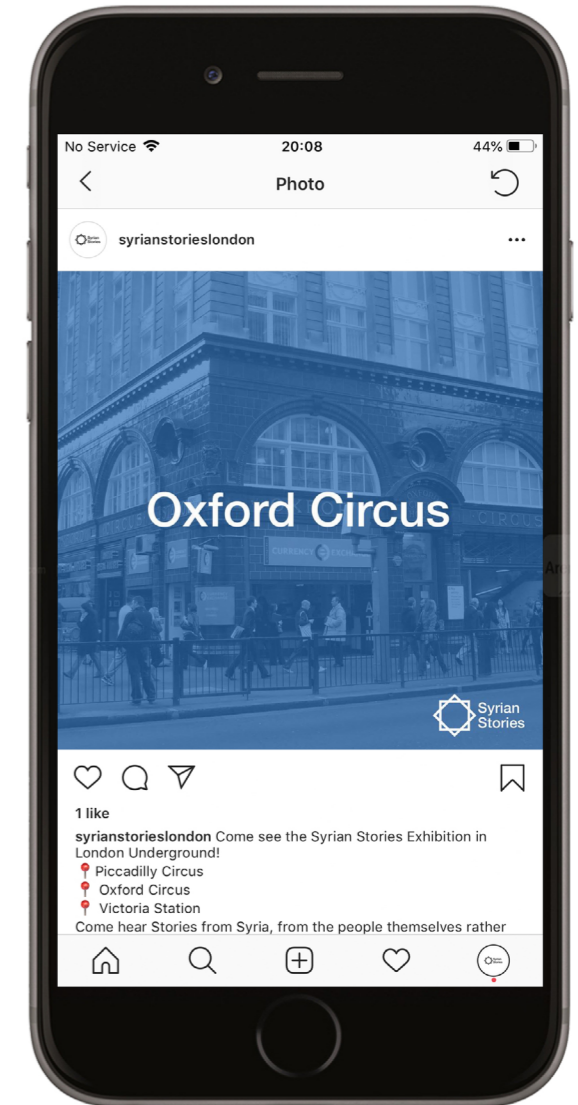 No Service 20:08 44%
Photo
syrianstorieslondon
Oxford Circus
CIRCUS
CURRENCY EXCHANGE
Syrian
Stories
1 like
syrianstorieslondon Come see the Syrian Stories Exhibition in
London Underground!
📍Piccadilly Circus
📍 Oxford Circus
📍 Victoria Station
Come hear Stories from Syria, from the people themselves rather